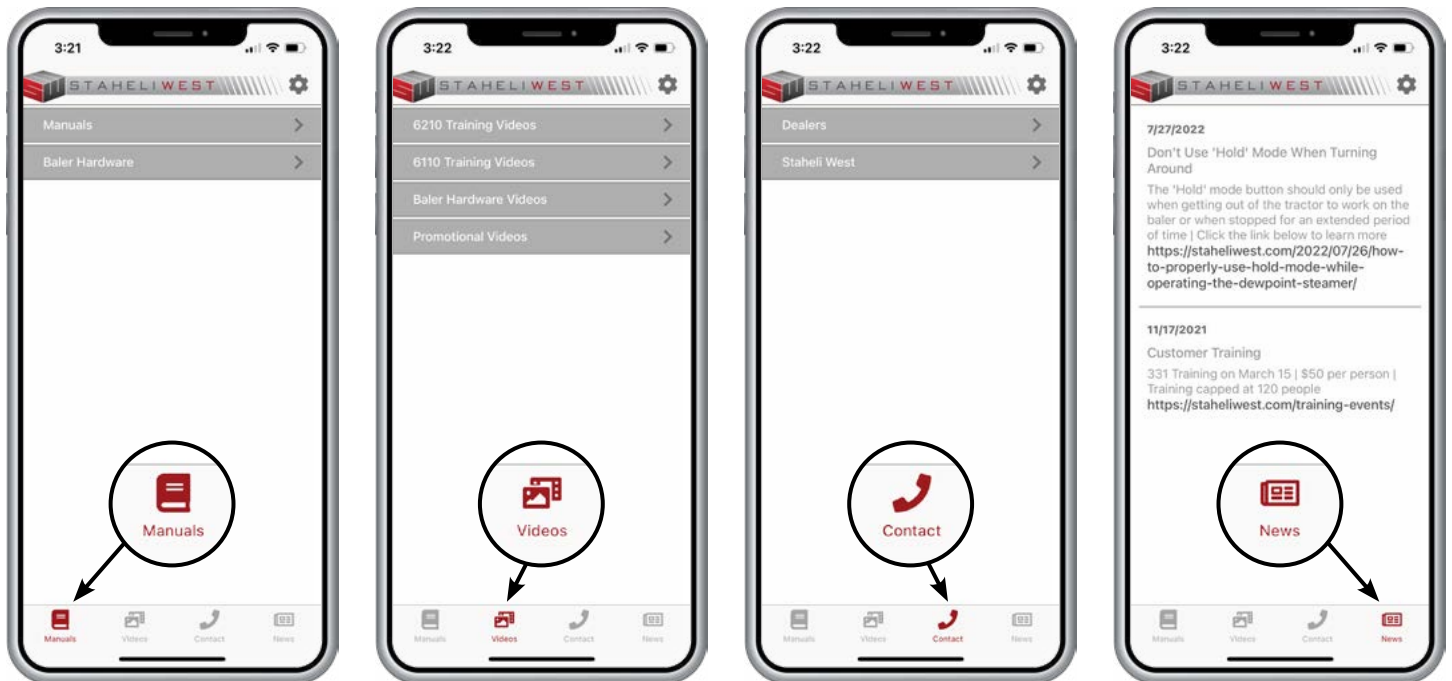 3:21
STAHELIWEST
Manuals
Baler Hardware
Manuals
Manuals
Videos
Contact
News
3:22
STAHELIWEST
6210 Training Videos
6110 Training Videos
Baler Hardware Videos
Promotional Videos
Videos
Manuals
Videos
Contact
News
3:22
STAHELIWEST
Dealers
Staheli West
Contact
Manuals
Videos
Contact
News
3:22
STAHELIWEST
7/27/2022
Don't Use 'Hold' Mode When Turning
Around
The 'Hold' mode button should only be used
when getting out of the tractor to work on the
baler or when stopped for an extended period
of time | Click the link below to learn more
https://staheliwest.com/2022/07/26/how-
to-properly-use-hold-mode-while-
operating-the-dewpoint-steamer/
11/17/2021
Customer Training
331 Training on March 15 | $50 per person |
Training capped at 120 people
https://staheliwest.com/training-events/
News
Manuals
Videos
Contact
News